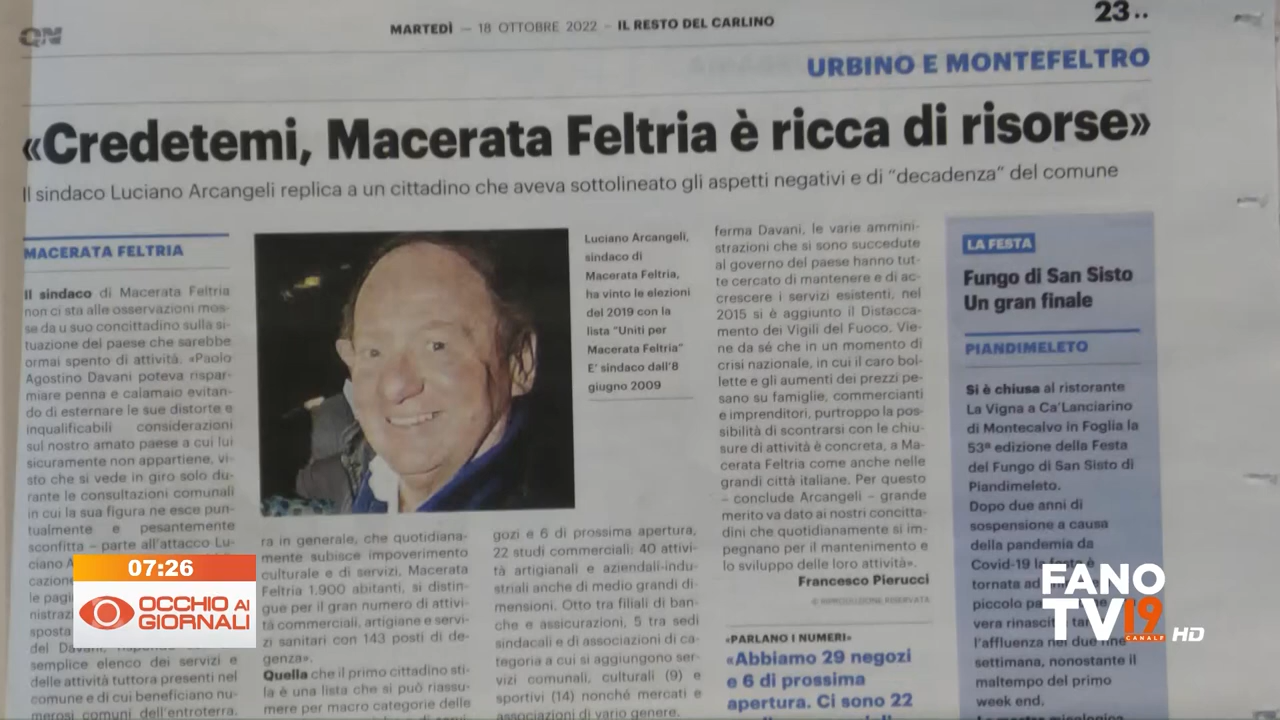 QN
MARTEDÌ — 18 OTTOBRE 2022 – IL RESTO DEL CARLINO
23..
URBINO E MONTEFELTRO
«Credetemi, Macerata Feltria è ricca di risorse»
Il sindaco Luciano Arcangeli replica a un cittadino che aveva sottolineato gli aspetti negativi e di "decadenza" del comune
MACERATA FELTRIA
Il sindaco di Macerata Feltria
non ci sta alle osservazioni mos-
se da u suo concittadino sulla si-
tuazione del paese che sarebbe
ormai spento di attività. «Paolo
Agostino Davani poteva rispar-
miare penna e calamaio evitan-
do di esternare le sue distorte e
inqualificabili considerazioni
sul nostro amato paese a cui lui
sicuramente non appartiene, vi-
sto che si vede in giro solo du-
rante le consultazioni comunali
in cui la sua figura ne esce pun-
tualmente e pesantemente
sconfitta – parte all'attacco Lu-
ciano A
cazione
le pagi
nistraz
sposta
del Davani,
semplice elenco dei servizi e
delle attività tuttora presenti nel
comune e di cui beneficiano nu-
merosi comuni dell'entroterra.
Luciano Arcangeli,
sindaco di
Macerata Feltria,
ha vinto le elezioni
del 2019 con la
lista "Uniti per
Macerata Feltria"
E' sindaco dall'8
giugno 2009
ra in generale, che quotidiana-
mente subisce impoverimento
culturale e di servizi. Macerata
Feltria 1.900 abitanti, si distin-
gue per il gran numero di attivi-
tà commerciali, artigiane e servi-
zi sanitari con 143 posti di de-
genza».
Quella che il primo cittadino sti-
la è una lista che si può riassu-
mere per macro categorie delle
gozi e 6 di prossima apertura,
22 studi commerciali; 40 attivi-
tà artigianali e aziendali-indu-
striali anche di medio grandi di-
mensioni. Otto tra filiali di ban-
che e assicurazioni, 5 tra sedi
sindacali e di associazioni di ca-
tegoria a cui si aggiungono ser-
vizi comunali, culturali (9) e
sportivi (14) nonché mercati e
associazioni di vario genere.
ferma Davani, le varie ammini-
strazioni che si sono succedute
al governo del paese hanno tut-
te cercato di mantenere e di ac-
crescere i servizi esistenti, nel
2015 si è aggiunto il Distacca-
mento dei Vigili del Fuoco. Vie-
ne da sé che in un momento di
crisi nazionale, in cui il caro bol-
lette e gli aumenti dei prezzi pe-
sano su famiglie, commercianti
e imprenditori, purtroppo la pos-
sibilità di scontrarsi con le chiu-
sure di attività è concreta, a Ma-
cerata Feltria come anche nelle
grandi città italiane. Per questo
– conclude Arcangeli – grande
merito va dato ai nostri concitta-
dini che quotidianamente si im-
pegnano per il mantenimento e
lo sviluppo delle loro attività».
Francesco Pierucci
© RIPRODUZIONE RISERVATA
«PARLANO I NUMERI»
«Abbiamo 29 negozi
e 6 di prossima
apertura. Ci sono 22
LA FESTA
Fungo di San Sisto
Un gran finale
PIANDIMELETO
Si è chiusa al ristorante
La Vigna a Ca'Lanciarino
di Montecalvo in Foglia la
53ª edizione della Festa
del Fungo di San Sisto di
Piandimeleto.
Dopo due anni di
sospensione a causa
della pandemia da
Covid-19 la festa è
tornata ad
piccolo pa
vera rinascita
l'affluenza nei due fine
settimana, nonostante il
maltempo del primo
week end.
07:26
OCCHIO AI
GIORNALI
FANO
TV19
CANALE HD